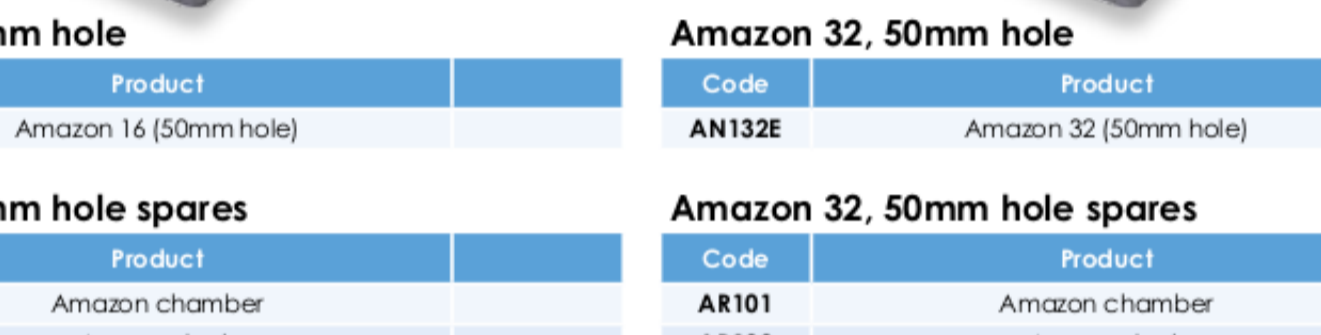 mm hole
Product
Amazon 16 (50mm hole)
mm hole spares
Product
Amazon chamber
Amazon 32, 50mm hole
Code Product
AN132E Amazon 32 (50mm hole)
Amazon 32, 50mm hole spares
Code Product
AR101 Amazon chamber